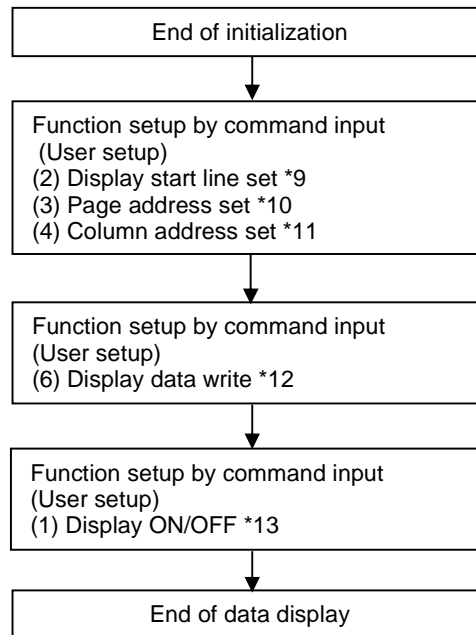 End of initialization
Function setup by command input
(User setup)
(2) Display start line set *9
(3) Page address set *10
(4) Column address set *11
Function setup by command input
(User setup)
(6) Display data write *12
Function setup by command input
(User setup)
(1) Display ON/OFF *13
End of data display